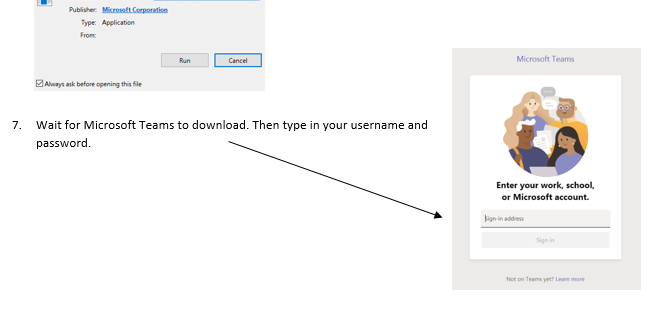 Publisher: Microsoft Corporation
Type: Application
From:
Run Cancel
Always ask before opening this file
7. Wait for Microsoft Teams to download. Then type in your username and
password.
Microsoft Teams
Enter your work, school,
or Microsoft account.
Sign-in address
Sign in
Not on Teams yet? Learn more